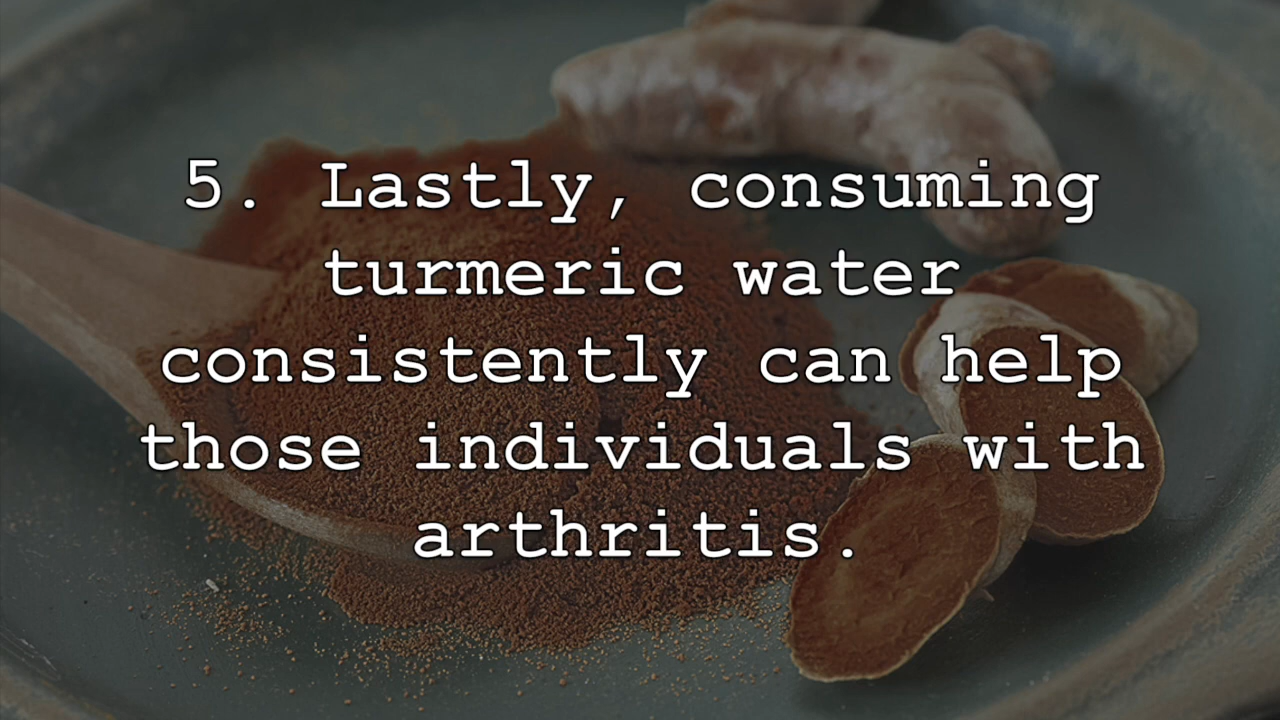 5. Lastly, consuming
turmeric water
consistently can help
those individuals with
arthritis.